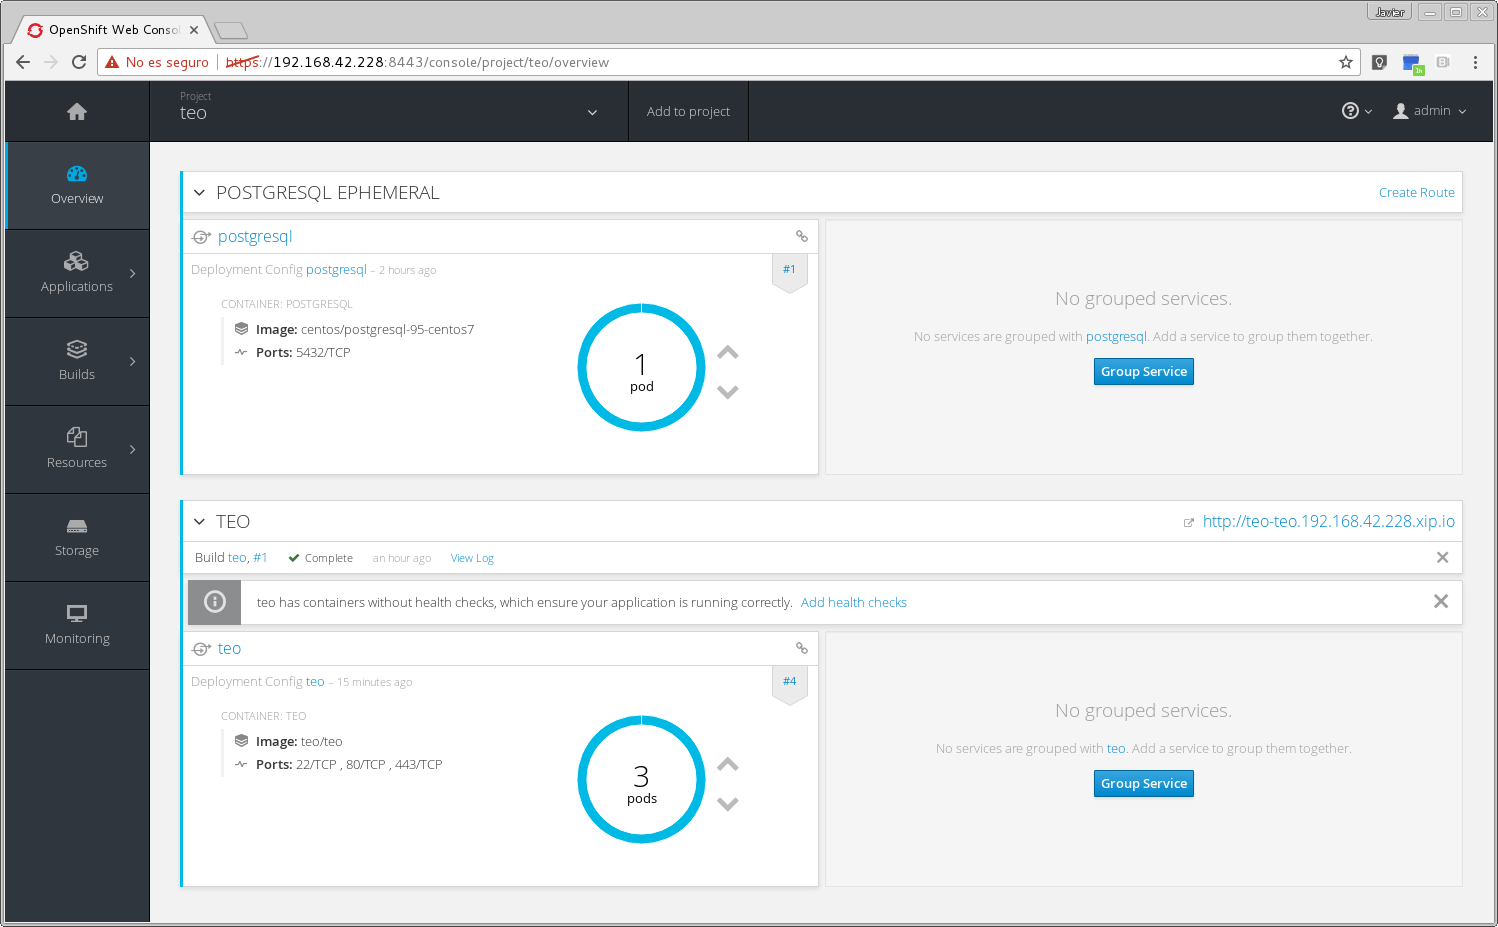 Javier
OpenShift Web Consol
No es seguro https://192.168.42.228:8443/console/project/teo/overview
1h
Project
teo
Add to project
admin
Overview
Applications
Builds
Resources
Storage
Monitoring
POSTGRESQL EPHEMERAL
Create Route
postgresql
Deployment Config postgresql – 2 hours ago
#1
CONTAINER: POSTGRESQL
Image: centos/postgresql-95-centos7
Ports: 5432/TCP
1
pod
No grouped services.
No services are grouped with postgresql. Add a service to group them together.
Group Service
TEO
http://teo-teo.192.168.42.228.xip.io
Build teo, #1 Complete an hour ago View Log
teo has containers without health checks, which ensure your application is running correctly. Add health checks
teo
Deployment Config teo – 15 minutes ago
#4
CONTAINER: TEO
Image: teo/teo
Ports: 22/TCP , 80/TCP , 443/TCP
3
pods
No grouped services.
No services are grouped with teo. Add a service to group them together.
Group Service